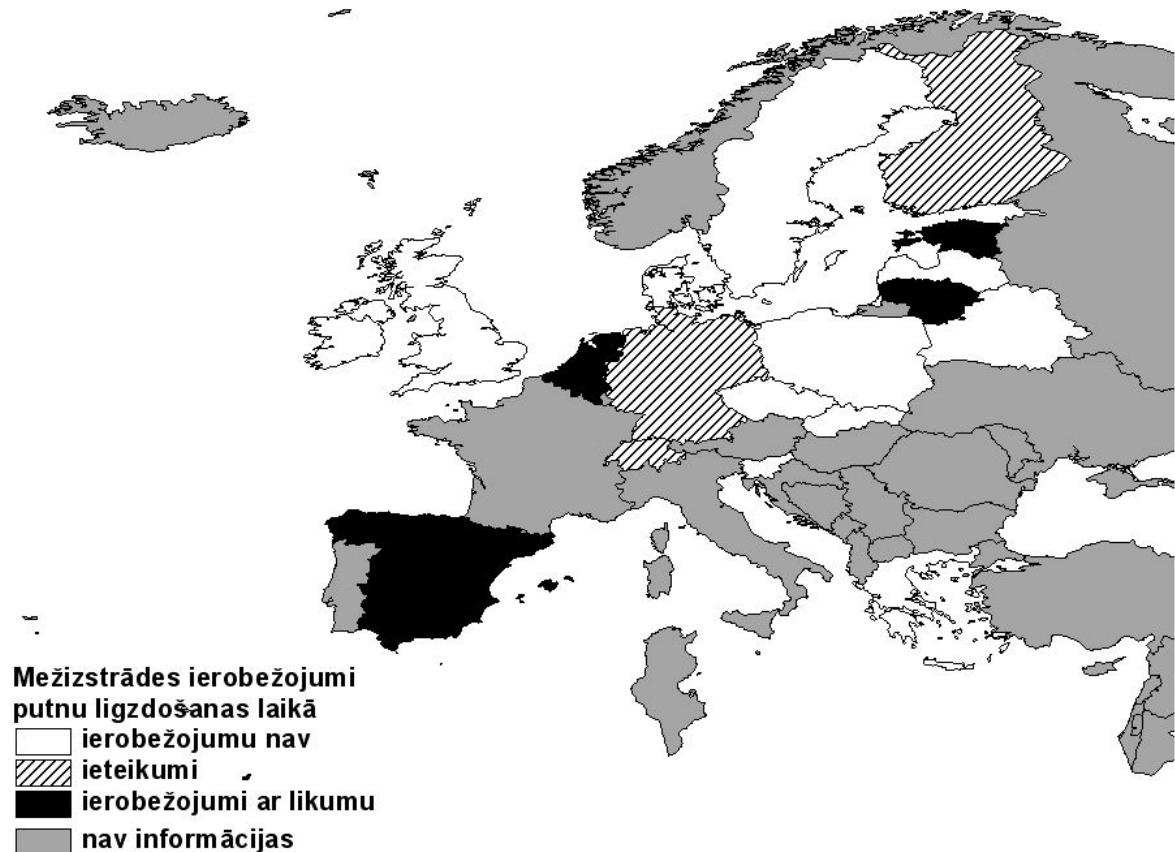 Mežizstrādes ierobežojumi
putnu ligzdošanas laikā
ierobežojumu nav
ieteikumi
ierobežojumi ar likumu
nav informācijas